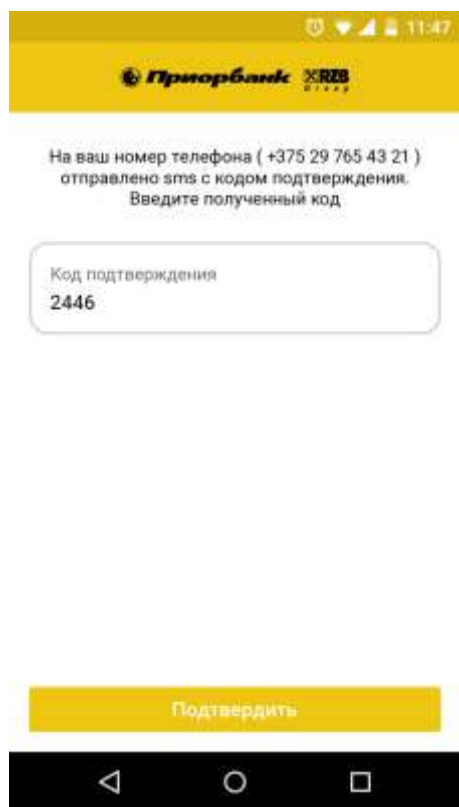 11:47
Приорбанк RZB
Group
На ваш номер телефона ( +375 29 765 43 21 )
отправлено sms с кодом подтверждения.
Введите полученный код
Код подтверждения
2446
Подтвердить